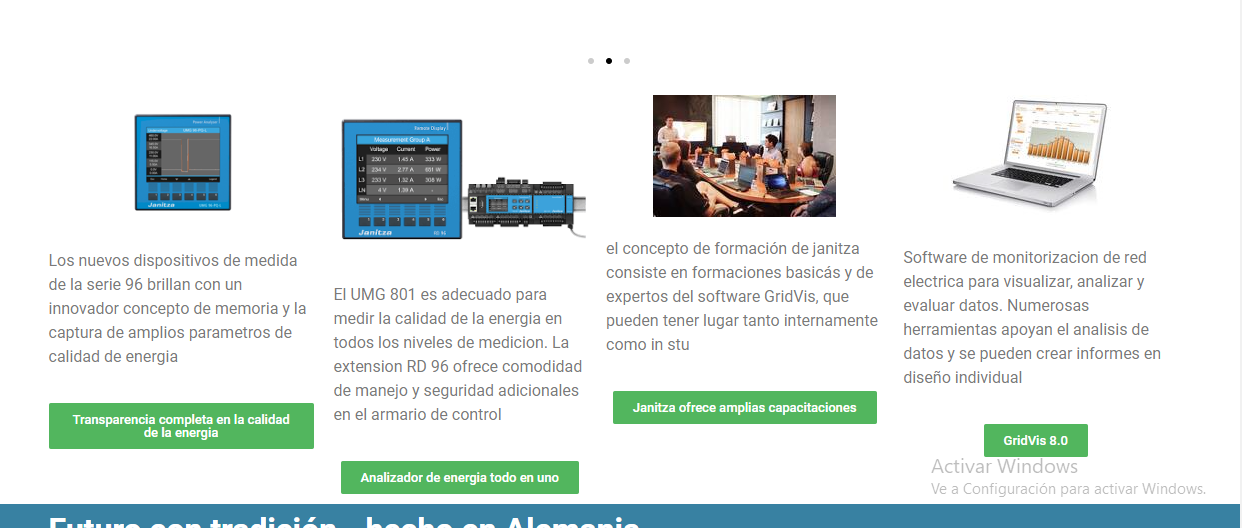 Measurement Group A
Voltage Current Power
L1 230 V 1.45 A 333 W
L2 234 V 2.77 A 651 W
L3 233 V 1.32 A 308 W
LN 4 V 1.39 A -
Janitza
Janitza
Los nuevos dispositivos de medida
de la serie 96 brillan con un
innovador concepto de memoria y la
captura de amplios parametros de
calidad de energia
Transparencia completa en la calidad
de la energia
El UMG 801 es adecuado para
medir la calidad de la energia en
todos los niveles de medicion. La
extension RD 96 ofrece comodidad
de manejo y seguridad adicionales
en el armario de control
Analizador de energia todo en uno
el concepto de formación de janitza
consiste en formaciones basicás y de
expertos del software GridVis, que
pueden tener lugar tanto internamente
como in stu
Janitza ofrece amplias capacitaciones
Software de monitorizacion de red
electrica para visualizar, analizar y
evaluar datos. Numerosas
herramientas apoyan el analisis de
datos y se pueden crear informes en
diseño individual
GridVis 8.0
Activar Windows
Ve a Configuración para activar Windows.
Futuro con tradición - hecho en Alemania